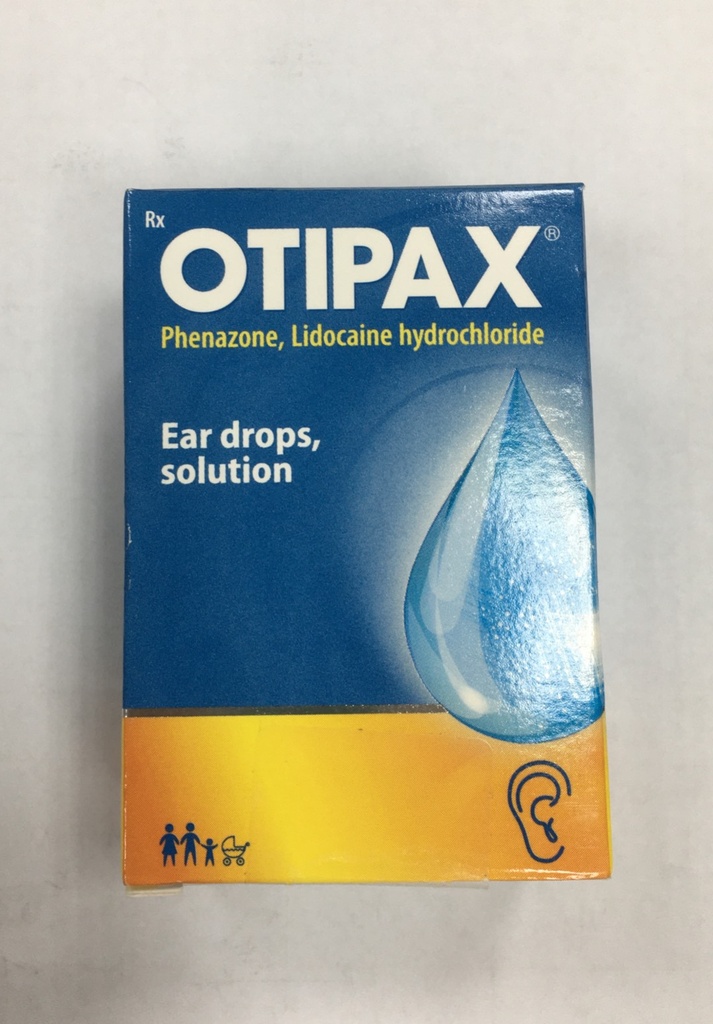 Rx
OTIPAX®
Phenazone, Lidocaine hydrochloride
Ear drops,
solution